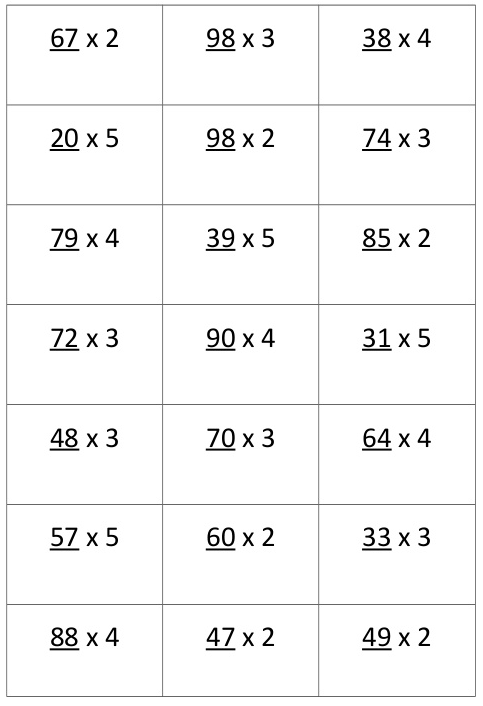 67 x 2 98 x 3 38 x 4
20 x 5 98 x 2 74 x 3
79 x 4 39 x 5 85 x 2
72 x 3 90 x 4 31 x 5
48 x 3 70 x 3 64 x 4
57 x 5 60 x 2 33 x 3
88 x 4 47 x 2 49 x 2